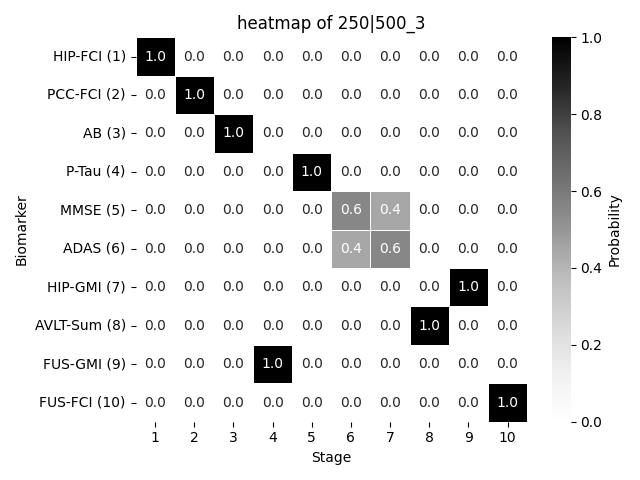 heatmap of 250|500_3
HIP-FCI (1) 1.0 0.0 0.0 0.0 0.0 0.0 0.0 0.0 0.0 0.0
PCC-FCI (2) 0.0 1.0 0.0 0.0 0.0 0.0 0.0 0.0 0.0 0.0
AB (3) 0.0 0.0 1.0 0.0 0.0 0.0 0.0 0.0 0.0 0.0
P-Tau (4) 0.0 0.0 0.0 0.0 1.0 0.0 0.0 0.0 0.0 0.0
MMSE (5) 0.0 0.0 0.0 0.0 0.0 0.6 0.4 0.0 0.0 0.0
ADAS (6) 0.0 0.0 0.0 0.0 0.0 0.4 0.6 0.0 0.0 0.0
HIP-GMI (7) 0.0 0.0 0.0 0.0 0.0 0.0 0.0 0.0 1.0 0.0
AVLT-Sum (8) 0.0 0.0 0.0 0.0 0.0 0.0 0.0 1.0 0.0 0.0
FUS-GMI (9) 0.0 0.0 0.0 1.0 0.0 0.0 0.0 0.0 0.0 0.0
FUS-FCI (10) 0.0 0.0 0.0 0.0 0.0 0.0 0.0 0.0 0.0 1.0
1 2 3 4 5 6 7 8 9 10
Stage
Biomarker
1.0
0.8
0.6
0.4
0.2
0.0
Probability